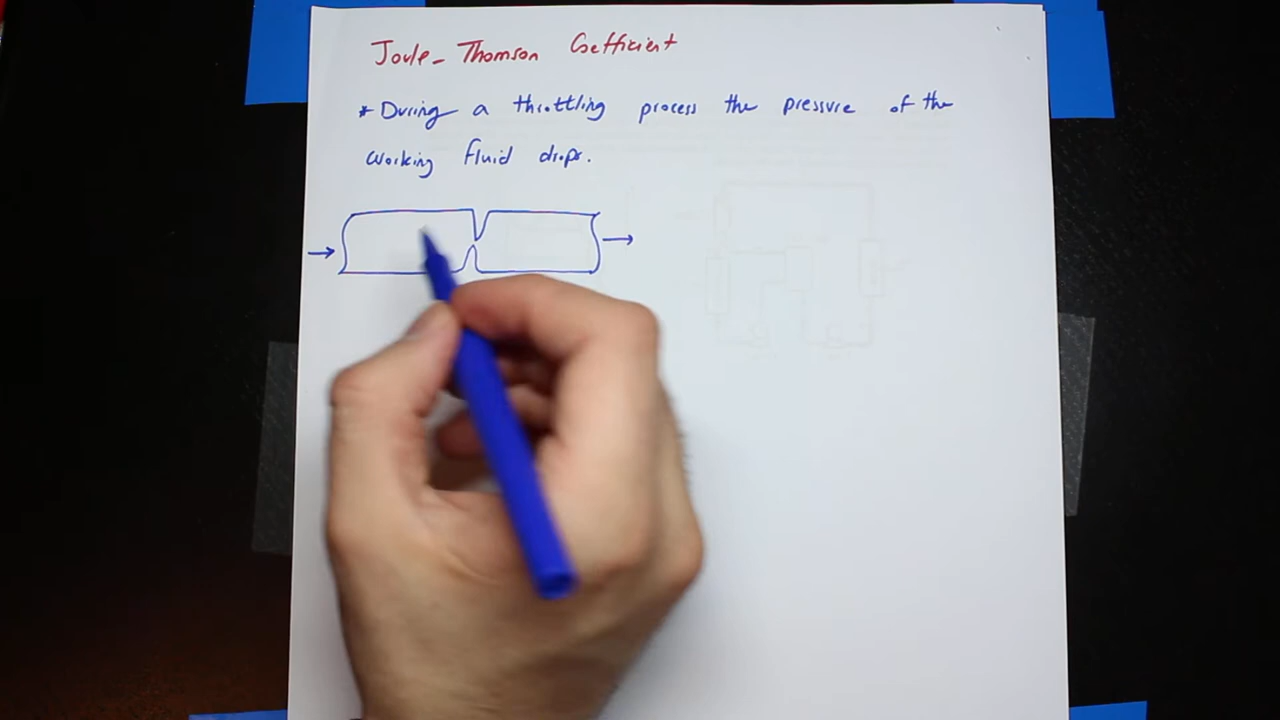 Joule-Thomson Coefficient
* During a throttling process the pressure of the
working fluid drops.